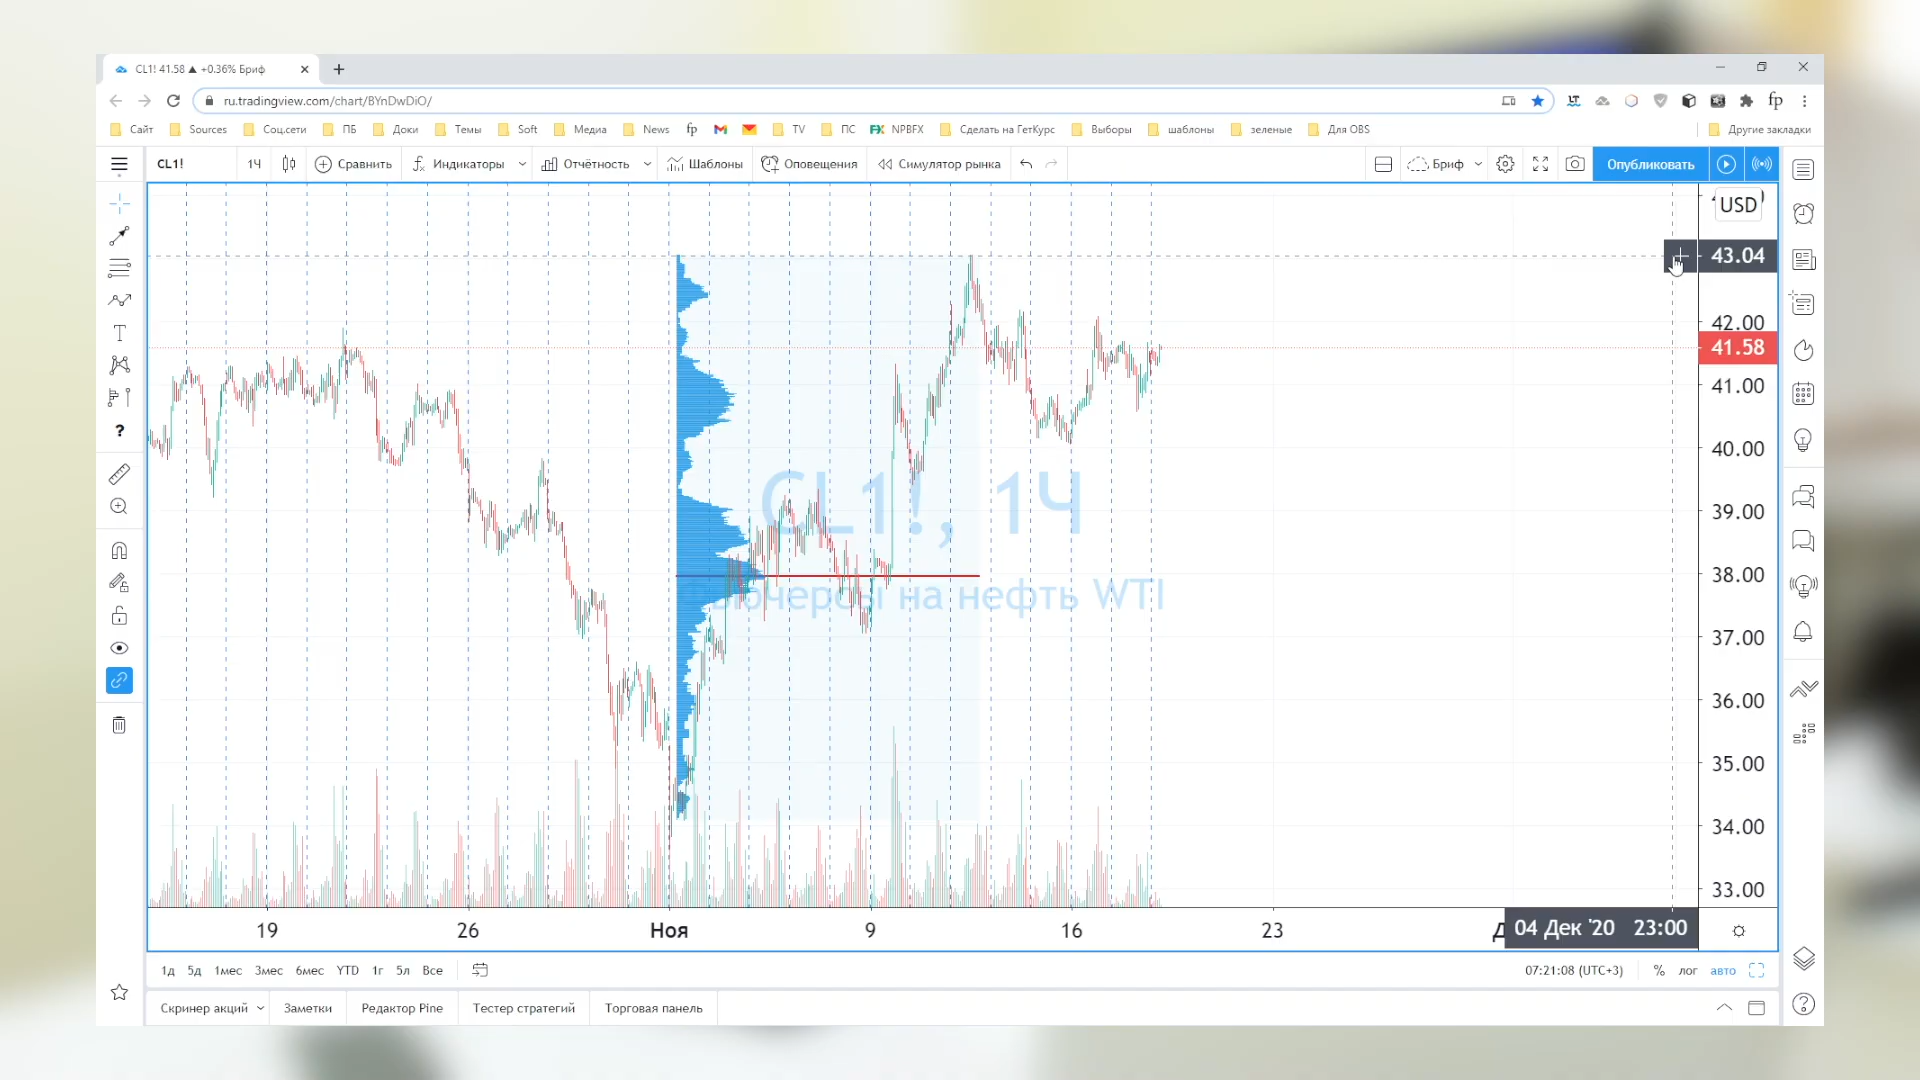 CL1! 41.58 ▲ +0.36% Бриф
ru.tradingview.com/chart/BYnDwDiO/
Сайт Sources Соц.сети ПБ Доки Темы Soft Медиа News fp TV ПС FX NPBFX Сделать на ГетКурс Выборы шаблоны зеленые Для OBS Другие закладки
CL1! 1Ч Сравнить Индикаторы Отчётность Шаблоны Оповещения Симулятор рынка Бриф Опубликовать
USD
43.04
42.00
41.58
41.00
40.00
39.00
38.00
37.00
36.00
35.00
34.00
33.00
CL1!, 1Ч
Фьючерсы на нефть WTI
19 26 Ноя 9 16 23 04 Дек '20 23:00
1д 5д 1мес 3мес 6мес YTD 1г 5л Все 07:21:08 (UTC+3) % лог авто
Скринер акций Заметки Редактор Pine Тестер стратегий Торговая панель